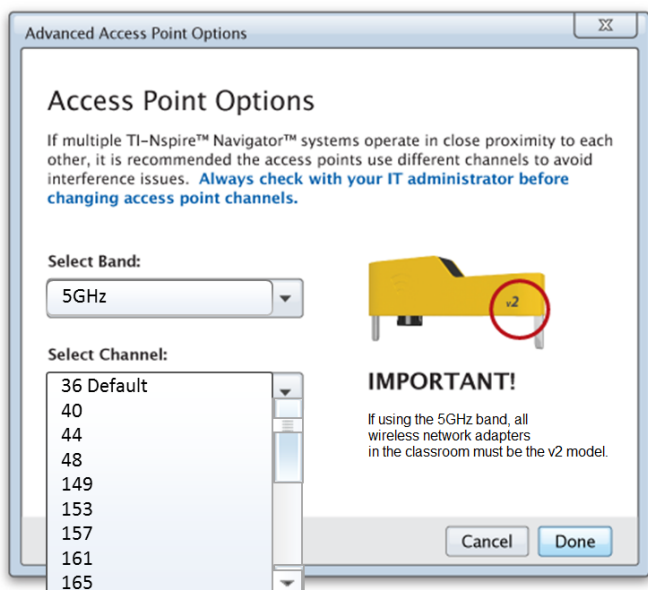 Advanced Access Point Options
Access Point Options
If multiple TI-Nspire™ Navigator™ systems operate in close proximity to each
other, it is recommended the access points use different channels to avoid
interference issues. Always check with your IT administrator before
changing access point channels.
Select Band:
5GHz
v2
Select Channel:
36 Default
40
44
48
149
153
157
161
165
IMPORTANT!
If using the 5GHz band, all
wireless network adapters
in the classroom must be the v2 model.
Cancel
Done